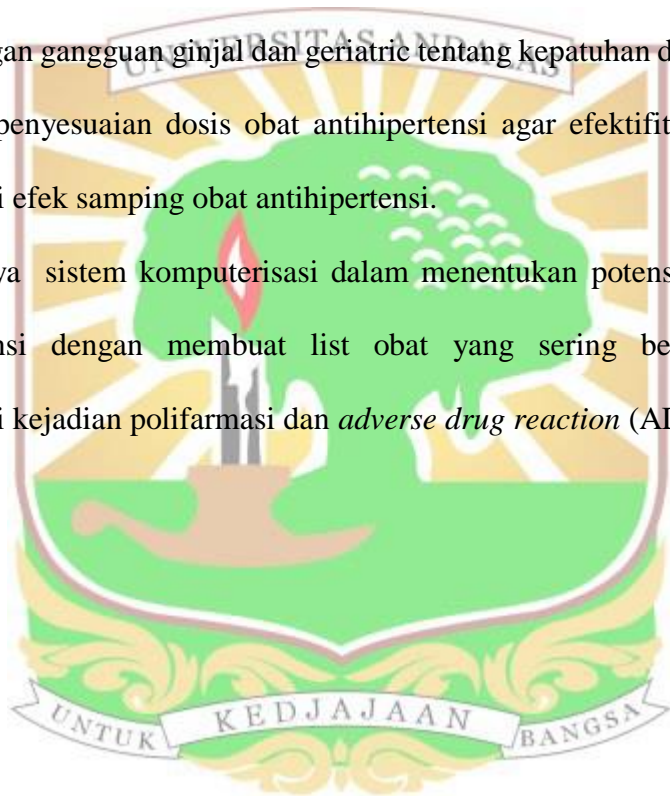 UNIVERSITAS ANDALAS
gan gangguan ginjal dan geriatric tentang kepatuhan d
penyesuaian dosis obat antihipertensi agar efektifit
i efek samping obat antihipertensi.
ya sistem komputerisasi dalam menentukan potens
nsi dengan membuat list obat yang sering be
i kejadian polifarmasi dan adverse drug reaction (AD
UNTUK KEDJAJAAN BANGSA